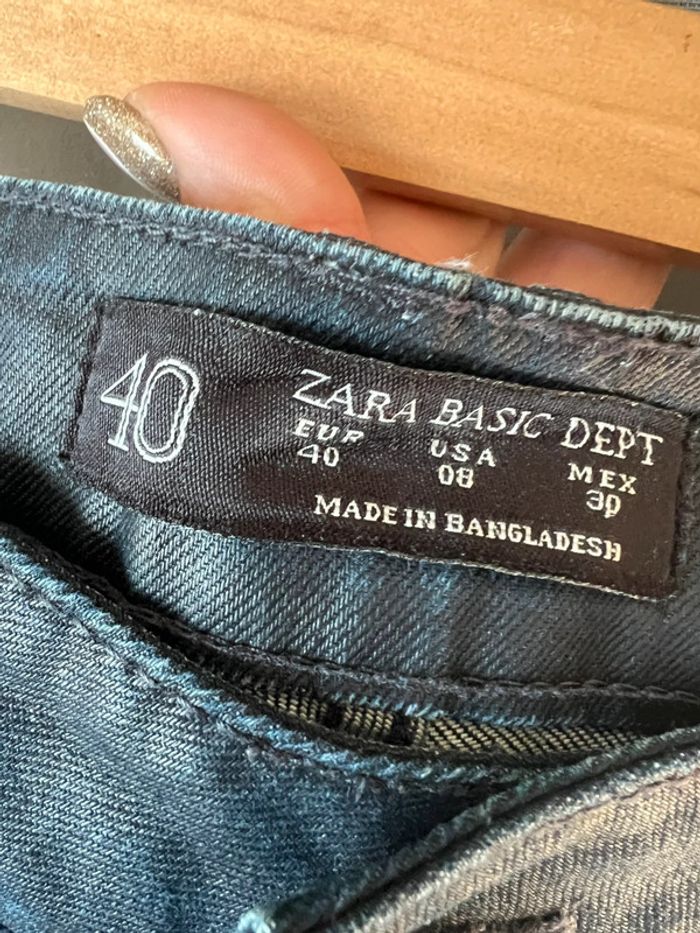 40
ZARA BASIC DEPT
EUR USA MEX
40 08 30
MADE IN BANGLADESH